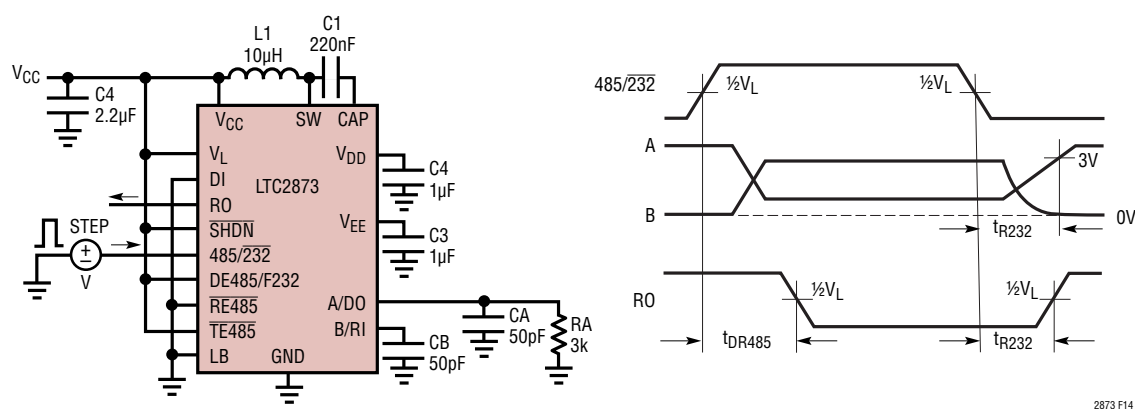 L1
10µH
C1
220nF
VCC
C4
2.2µF
VCC
SW
CAP
VL
DI
RO
SHDN
485/232
DE485/F232
RE485
TE485
LB
GND
LTC2873
VDD
VEE
A/DO
B/RI
C4
1µF
C3
1µF
STEP
+
–
V
CA
50pF
CB
50pF
RA
3k
485/232
½VL
½VL
A
B
3V
0V
tR232
RO
½VL
½VL
tDR485
tR232
2873 F14